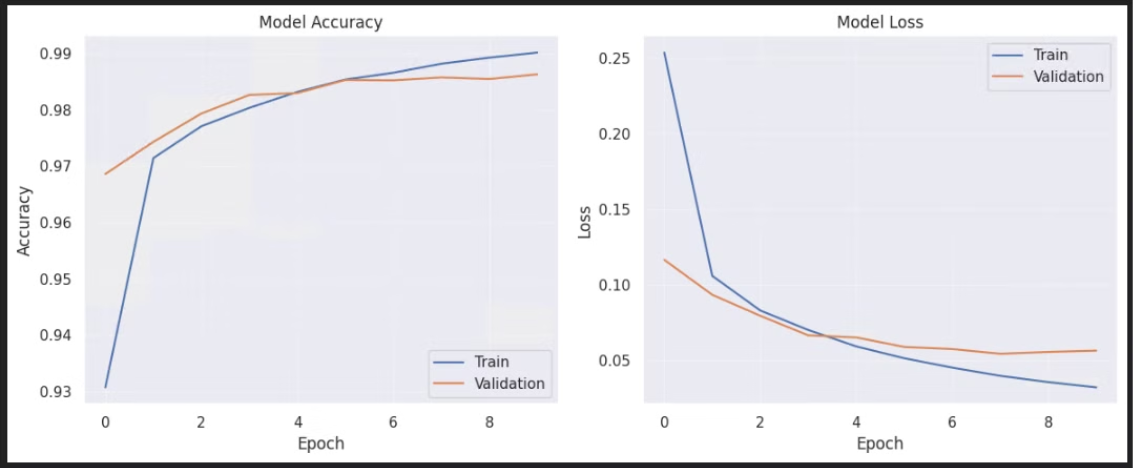 Model Accuracy
0.99
0.98
0.97
0.96
0.95
0.94
0.93
Accuracy
0 2 4 6 8
Epoch
Train
Validation
Model Loss
0.25
0.20
0.15
0.10
0.05
Loss
0 2 4 6 8
Epoch
Train
Validation